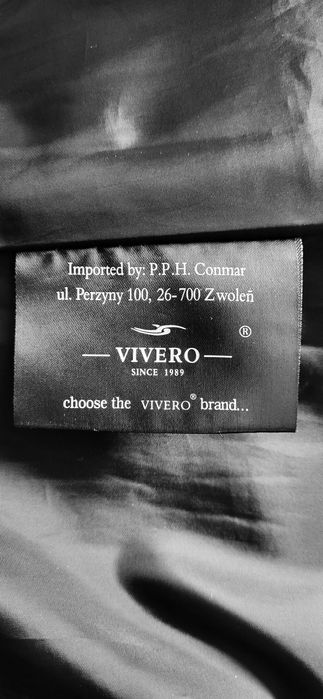 Imported by: P.P.H. Conmar
ul. Perzyny 100, 26-700 Zwoleń
®
VIVERO
SINCE 1989
choose the VIVERO® brand...